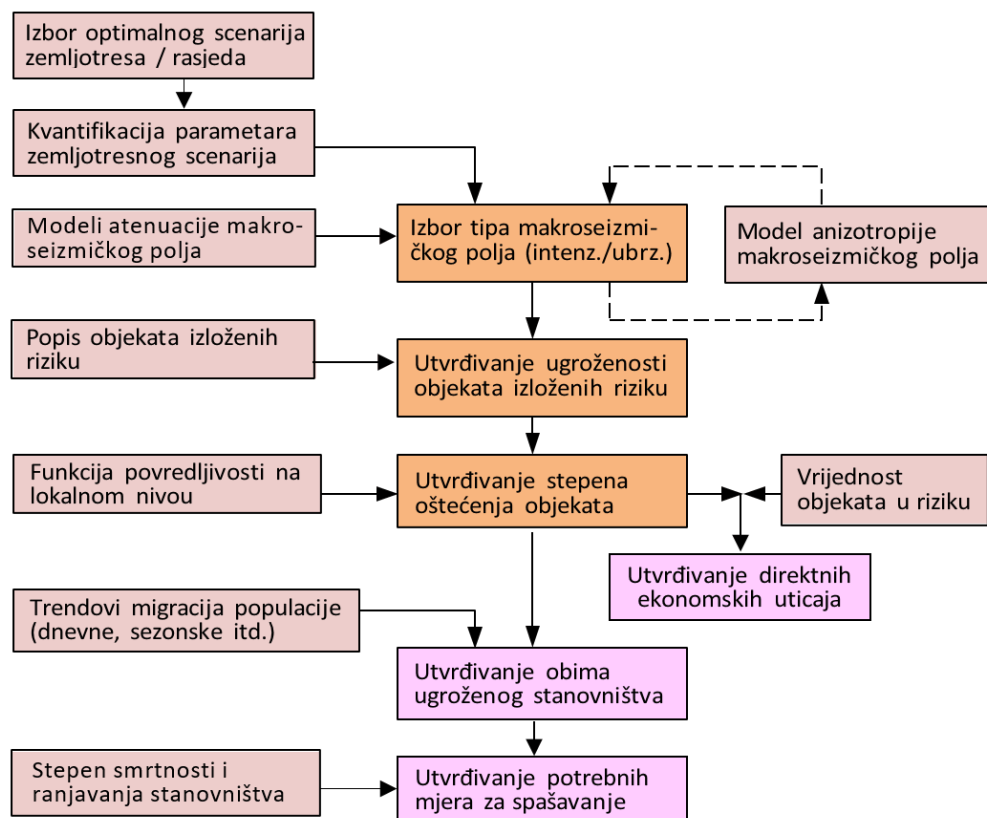 Izbor optimalnog scenarija
zemljotresa / rasjeda
Kvantifikacija parametara
zemljotresnog scenarija
Modeli atenuacije makro-
seizmičkog polja
Izbor tipa makroseizmi-
čkog polja (intenz./ubrz.)
Model anizotropije
makroseizmičkog polja
Popis objekata izloženih
riziku
Utvrđivanje ugroženosti
objekata izloženih riziku
Funkcija povredljivosti na
lokalnom nivou
Utvrđivanje stepena
oštećenja objekata
Vrijednost
objekata u riziku
Utvrđivanje direktnih
ekonomskih uticaja
Trendovi migracija populacije
(dnevne, sezonske itd.)
Utvrđivanje obima
ugroženog stanovništva
Stepen smrtnosti i
ranjavanja stanovništva
Utvrđivanje potrebnih
mjera za spašavanje